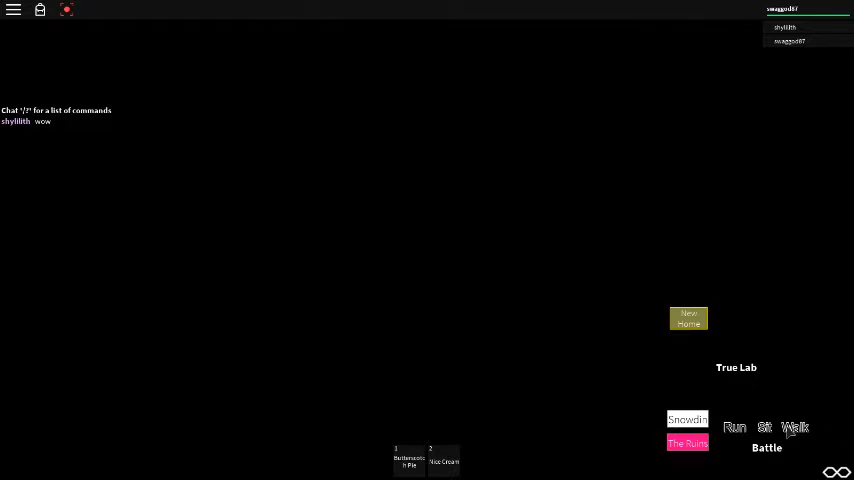 swaggod87
shylilith
swaggod87
Chat '/?' for a list of commands
shylilith wow
New
Home
True Lab
Snowdin
Run Sit Walk
The Ruins
Battle
1
Butterscotc
h Pie
2
Nice Cream